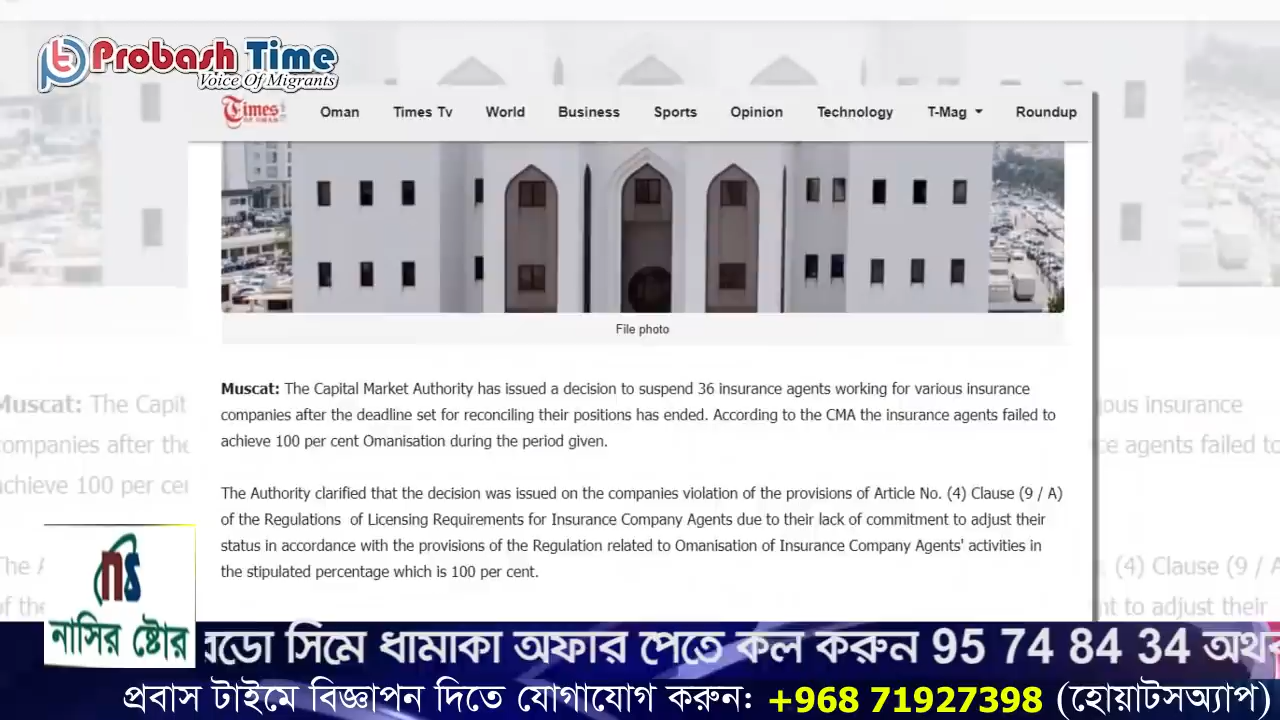 Probash Time
Voice Of Migrants
Times
OF OMAN
Oman Times Tv World Business Sports Opinion Technology T-Mag Roundup
File photo
Muscat: The Capital Market Authority has issued a decision to suspend 36 insurance agents working for various insurance
companies after the deadline set for reconciling their positions has ended. According to the CMA the insurance agents failed to
achieve 100 per cent Omanisation during the period given.
The Authority clarified that the decision was issued on the companies violation of the provisions of Article No. (4) Clause (9 / A)
of the Regulations of Licensing Requirements for Insurance Company Agents due to their lack of commitment to adjust their
status in accordance with the provisions of the Regulation related to Omanisation of Insurance Company Agents' activities in
the stipulated percentage which is 100 per cent.
ns
নাসির ষ্টোর
সিমে ধামাকা অফার পেতে কল করুন 95 74 84 34
প্রবাস টাইমে বিজ্ঞাপন দিতে যোগাযোগ করুন: +968 71927398 (হোয়াটসঅ্যাপ)